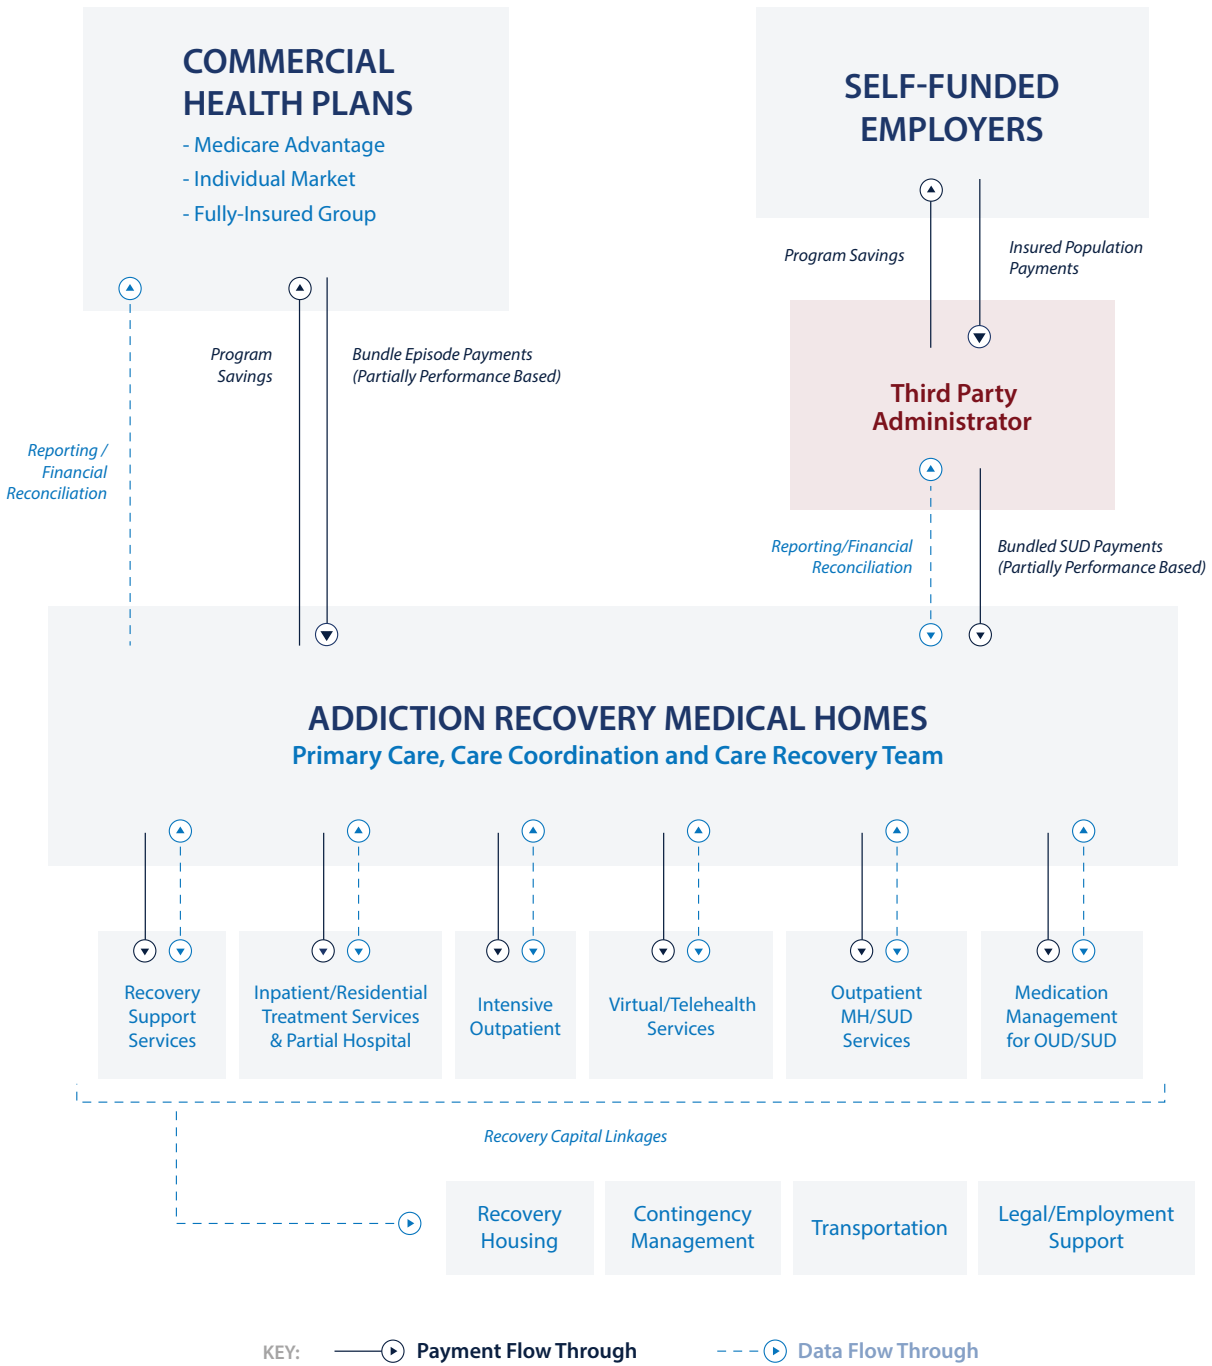 COMMERCIAL
HEALTH PLANS
- Medicare Advantage
- Individual Market
- Fully-Insured Group
SELF-FUNDED
EMPLOYERS
Program Savings
Insured Population
Payments
Program
Savings
Bundle Episode Payments
(Partially Performance Based)
Third Party
Administrator
Reporting /
Financial
Reconciliation
Reporting/Financial
Reconciliation
Bundled SUD Payments
(Partially Performance Based)
ADDICTION RECOVERY MEDICAL HOMES
Primary Care, Care Coordination and Care Recovery Team
Recovery
Support
Services
Inpatient/Residential
Treatment Services
& Partial Hospital
Intensive
Outpatient
Virtual/Telehealth
Services
Outpatient
MH/SUD
Services
Medication
Management
for OUD/SUD
Recovery Capital Linkages
Recovery
Housing
Contingency
Management
Transportation
Legal/Employment
Support
KEY:
Payment Flow Through
Data Flow Through